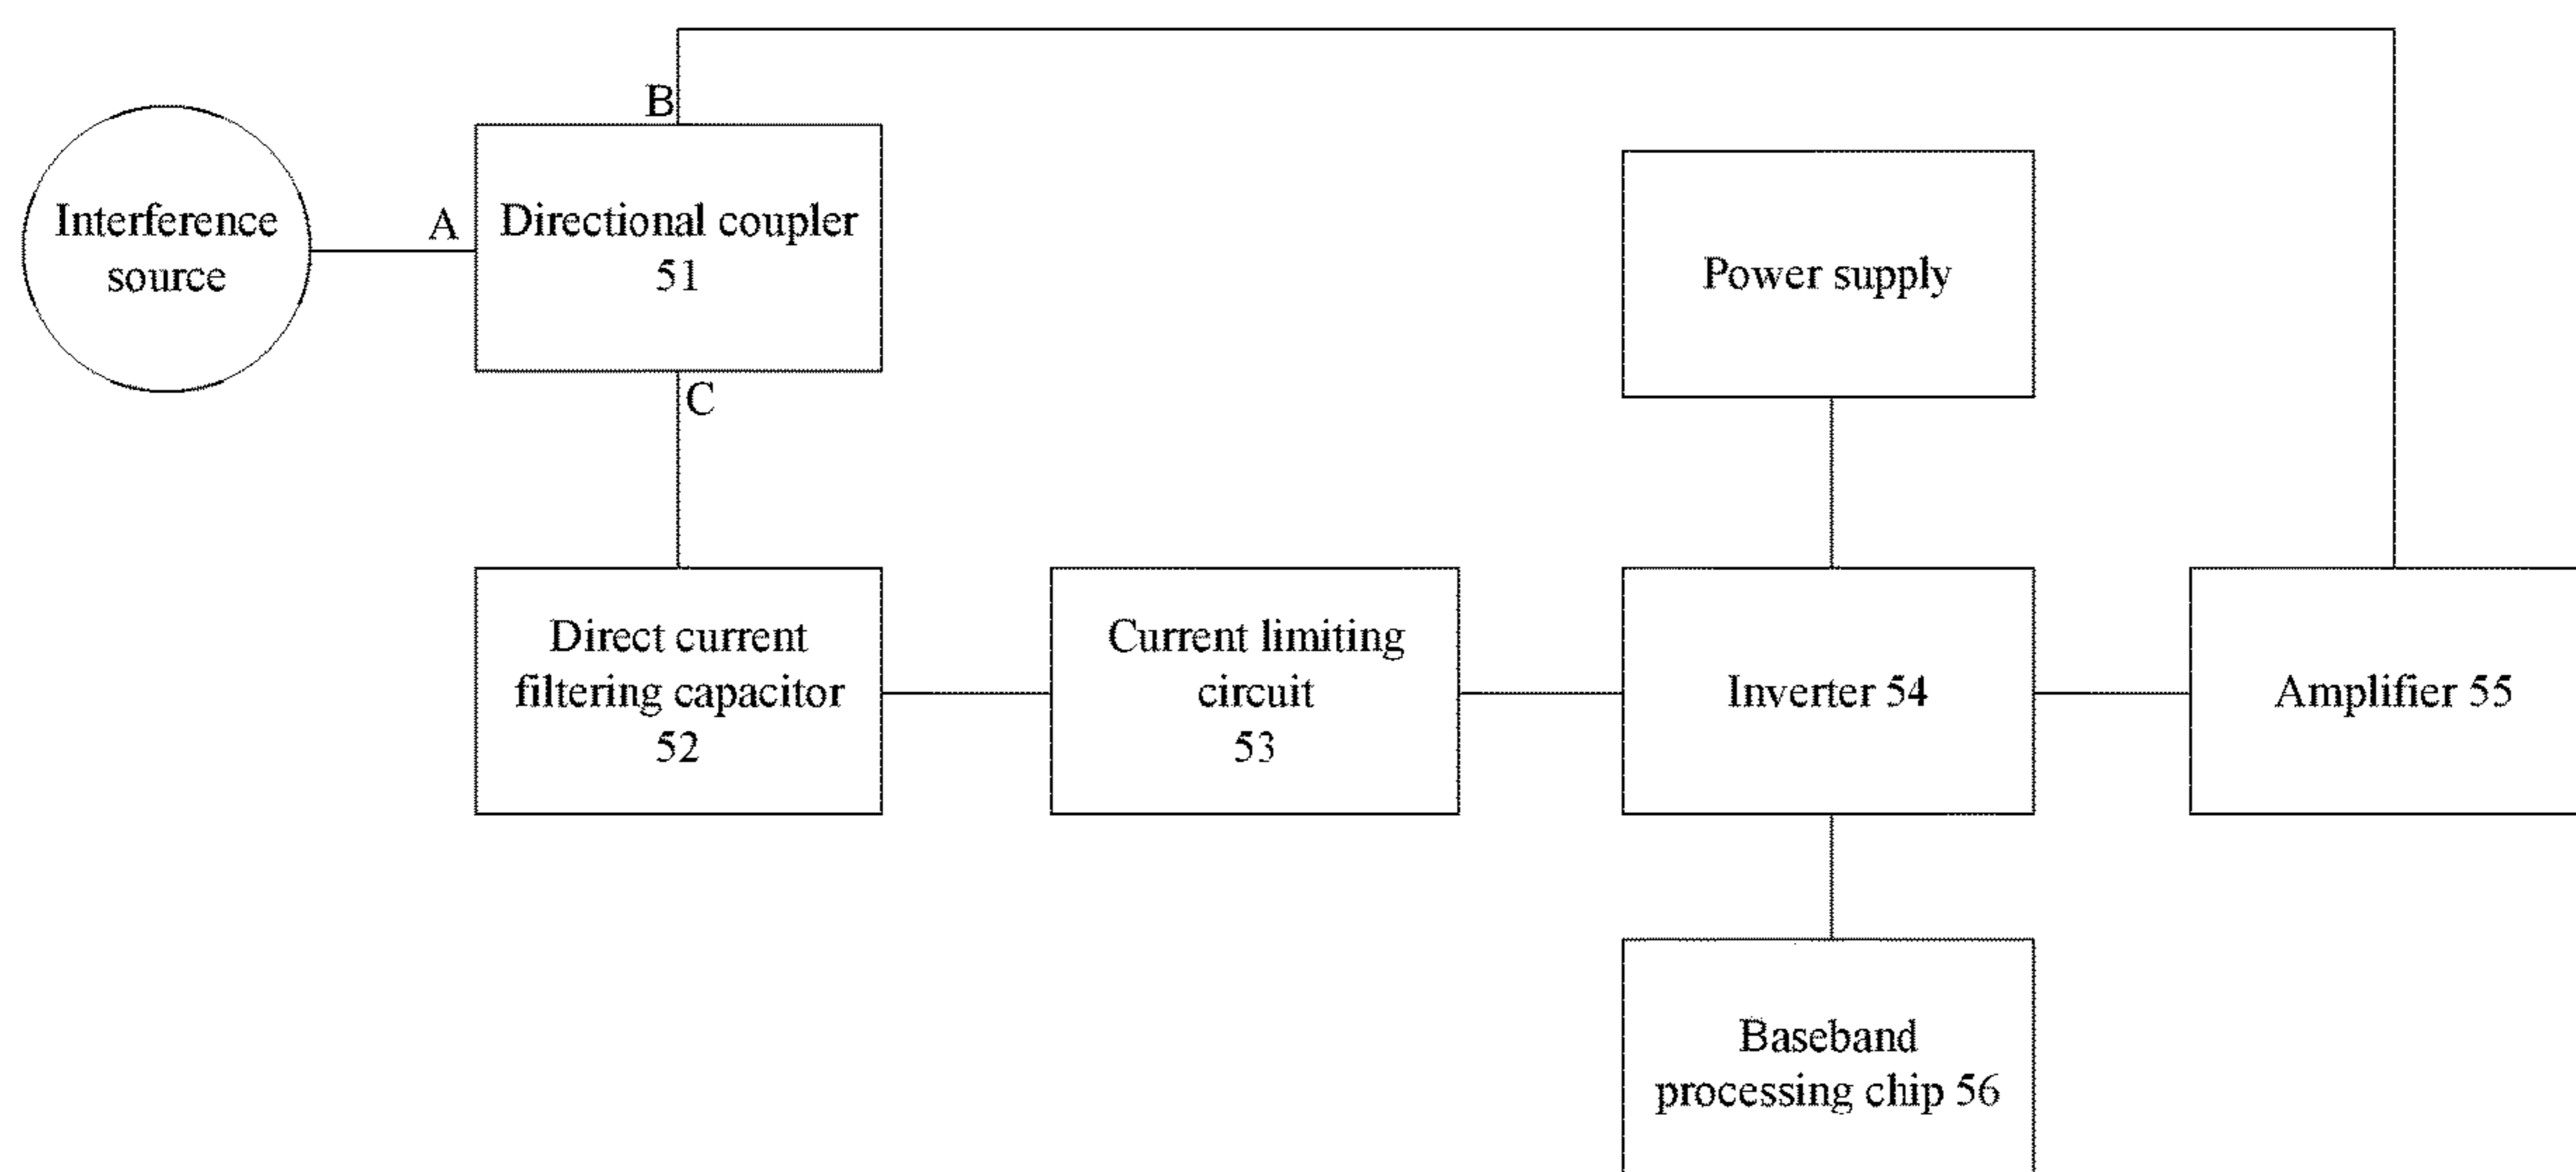 B
Interference
source
A
Directional coupler
51
Power supply
C
Direct current
filtering capacitor
52
Current limiting
circuit
53
Inverter 54
Amplifier 55
Baseband
processing chip 56